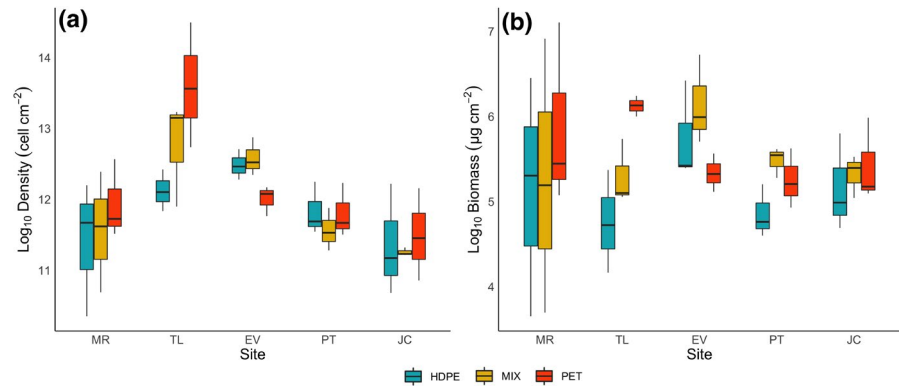 (a)
Log10 Density (cell cm−2)
14
13
12
11
MR TL EV PT JC
Site
(b)
Log10 Biomass (µg cm−2)
7
6
5
4
MR TL EV PT JC
Site
HDPE MIX PET